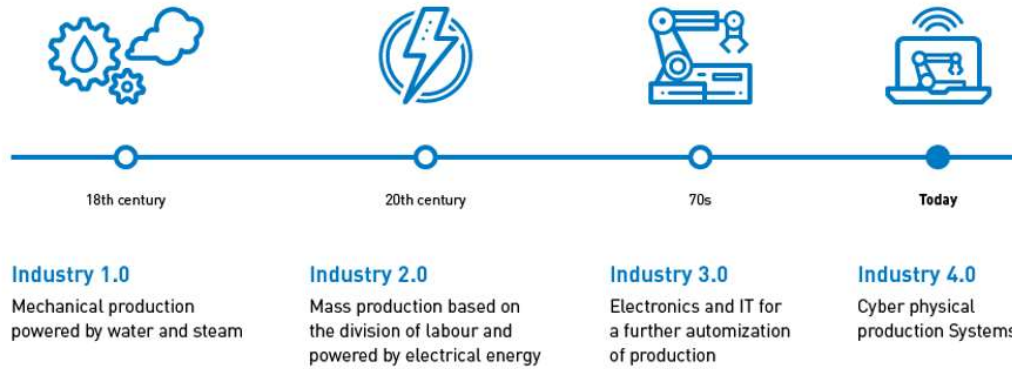 18th century
20th century
70s
Today
Industry 1.0
Mechanical production
powered by water and steam
Industry 2.0
Mass production based on
the division of labour and
powered by electrical energy
Industry 3.0
Electronics and IT for
a further automization
of production
Industry 4.0
Cyber physical
production Systems